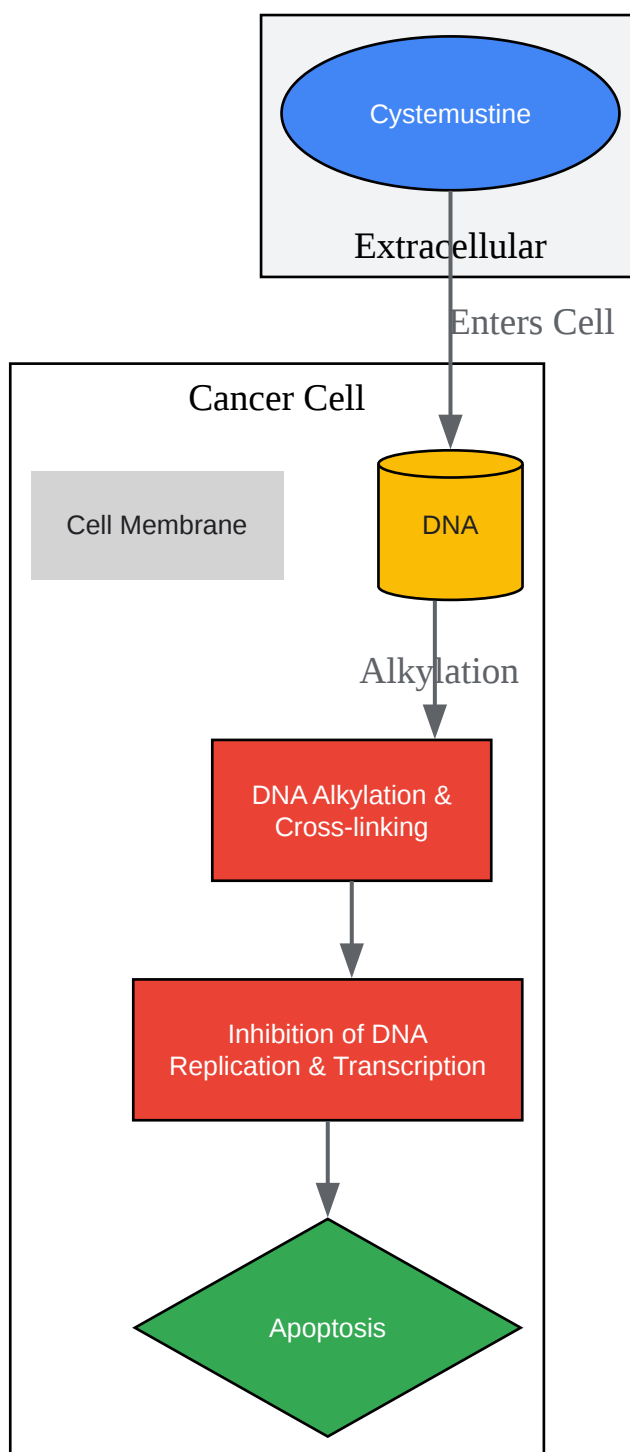 Cystemustine
Extracellular
Enters Cell
Cancer Cell
Cell Membrane
DNA
Alkylation
DNA Alkylation &
Cross-linking
Inhibition of DNA
Replication & Transcription
Apoptosis